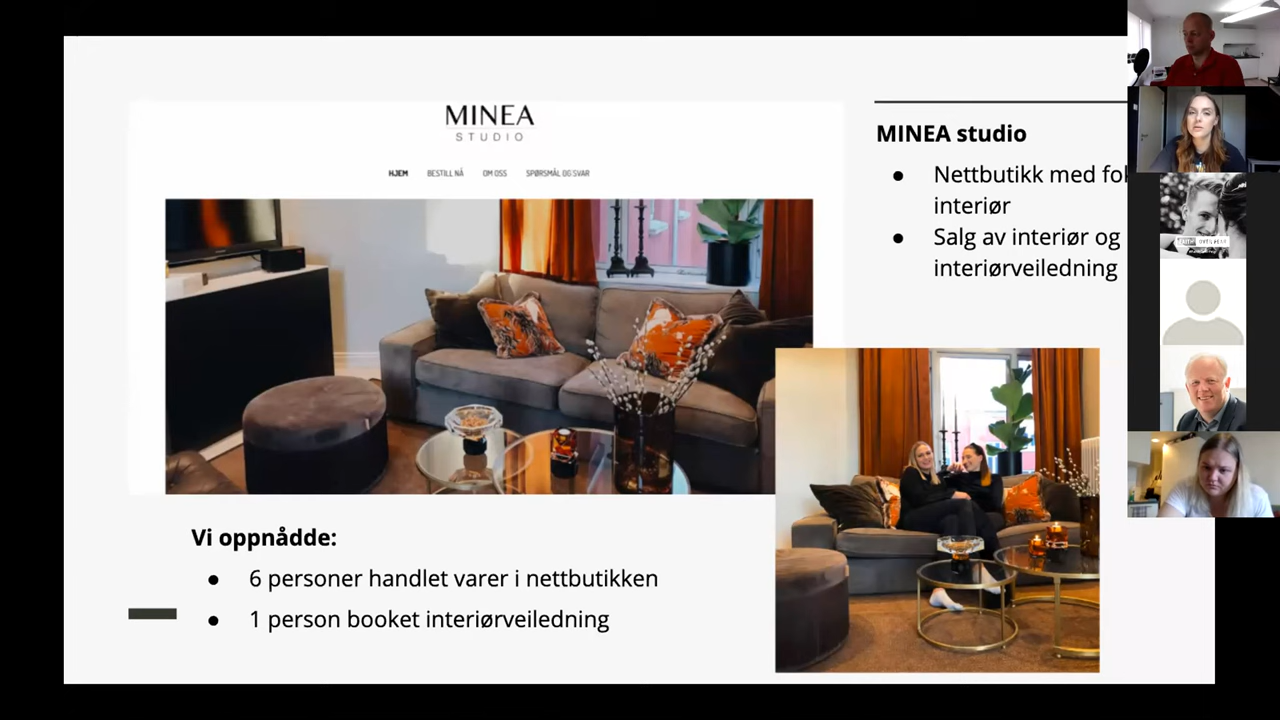 MINEA
STUDIO
HJEM BESTILL NÅ OM OSS SPØRSMÅL OG SVAR
MINEA studio
● Nettbutikk med fok
interiør
● Salg av interiør og
interiørveiledning
Vi oppnådde:
● 6 personer handlet varer i nettbutikken
● 1 person booket interiørveiledning